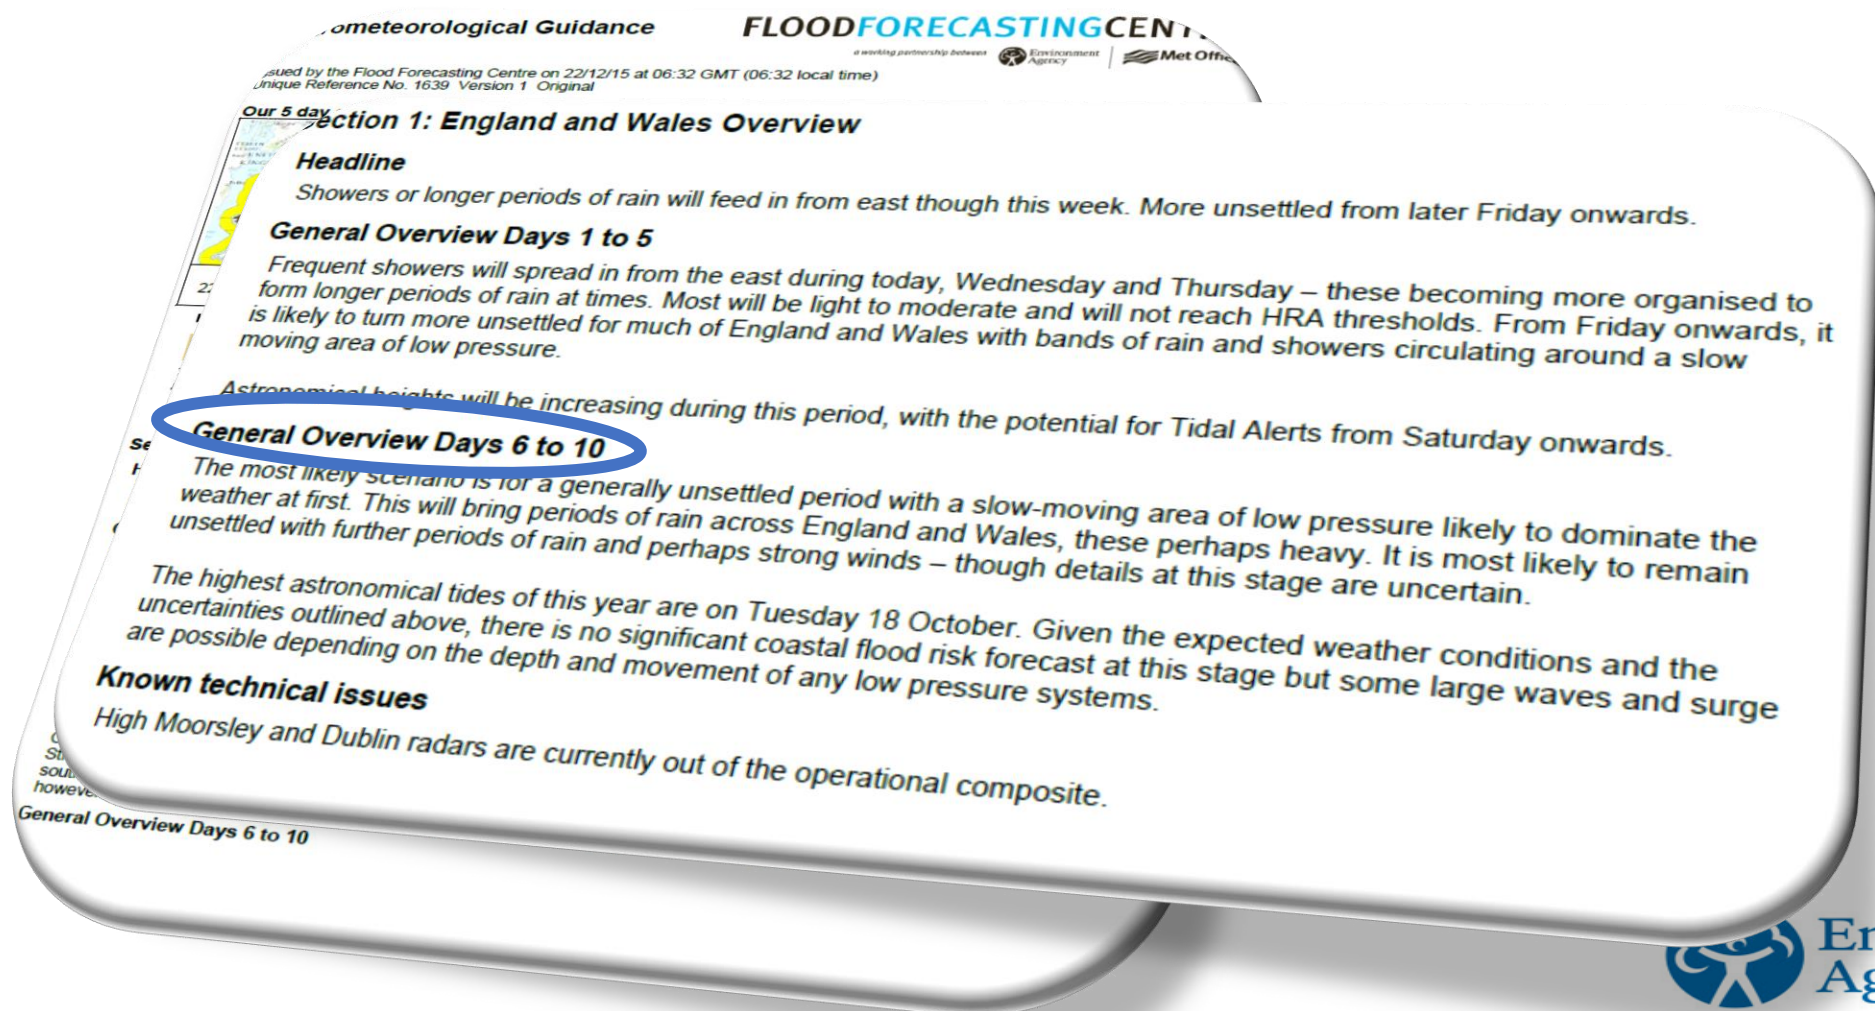 ometeorological Guidance
FLOODFORECASTINGCENT
a working partnership between
Environment
Agency
Met Office
sued by the Flood Forecasting Centre on 22/12/15 at 06:32 GMT (06:32 local time)
Unique Reference No. 1639 Version 1 Original
Our 5 day
ection 1: England and Wales Overview
Headline
Showers or longer periods of rain will feed in from east though this week. More unsettled from later Friday onwards.
General Overview Days 1 to 5
Frequent showers will spread in from the east during today, Wednesday and Thursday – these becoming more organised to
form longer periods of rain at times. Most will be light to moderate and will not reach HRA thresholds. From Friday onwards, it
is likely to turn more unsettled for much of England and Wales with bands of rain and showers circulating around a slow
moving area of low pressure.
Astronomical heights will be increasing during this period, with the potential for Tidal Alerts from Saturday onwards.
General Overview Days 6 to 10
The most likely scenario is for a generally unsettled period with a slow-moving area of low pressure likely to dominate the
weather at first. This will bring periods of rain across England and Wales, these perhaps heavy. It is most likely to remain
unsettled with further periods of rain and perhaps strong winds – though details at this stage are uncertain.
The highest astronomical tides of this year are on Tuesday 18 October. Given the expected weather conditions and the
uncertainties outlined above, there is no significant coastal flood risk forecast at this stage but some large waves and surge
are possible depending on the depth and movement of any low pressure systems.
Known technical issues
High Moorsley and Dublin radars are currently out of the operational composite.
sout
howeve
General Overview Days 6 to 10
En
Ag